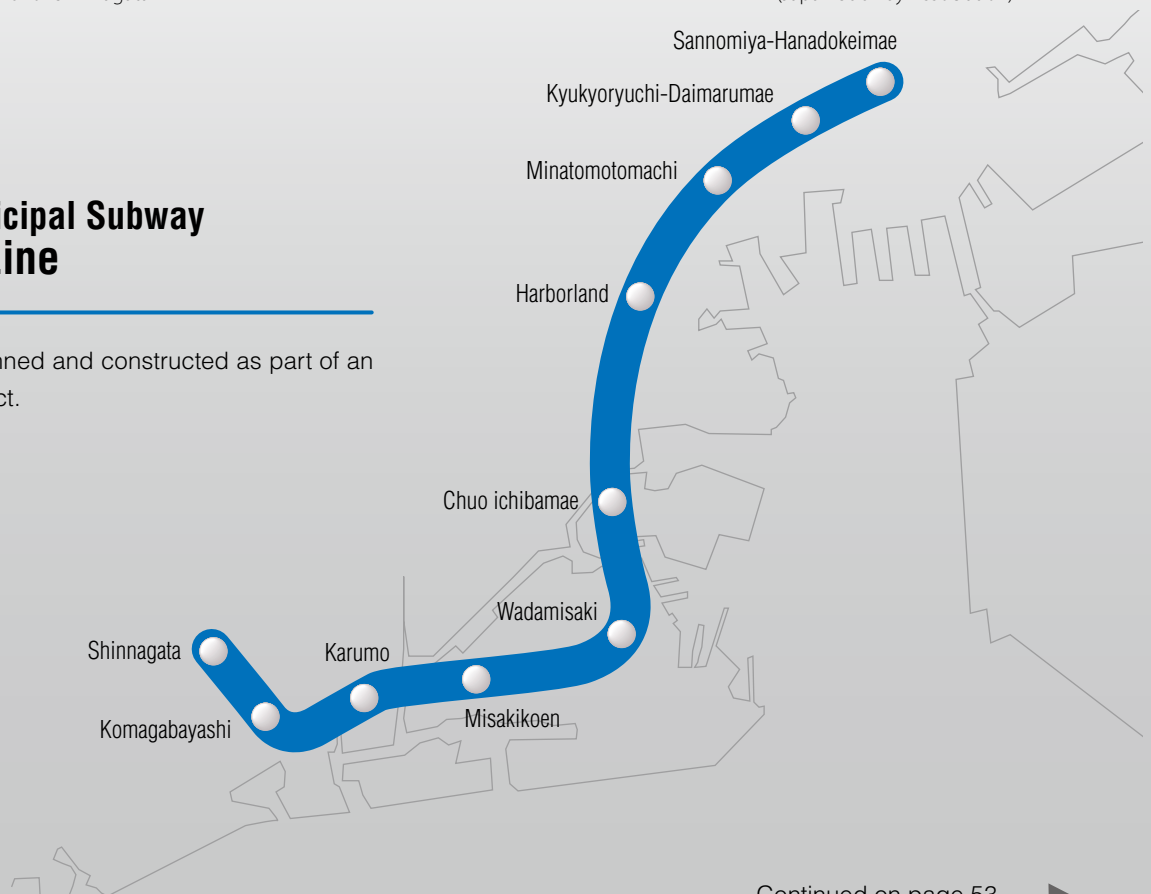 Sannomiya-Hanadokeimae
Kyukyoryuchi-Daimarumae
Minatomotomachi
icipal Subway
ine
Harborland
nned and constructed as part of an
ct.
Chuo ichibamae
Wadamisaki
Shinnagata
Karumo
Misakikoen
Komagabayashi
Continued on page 53